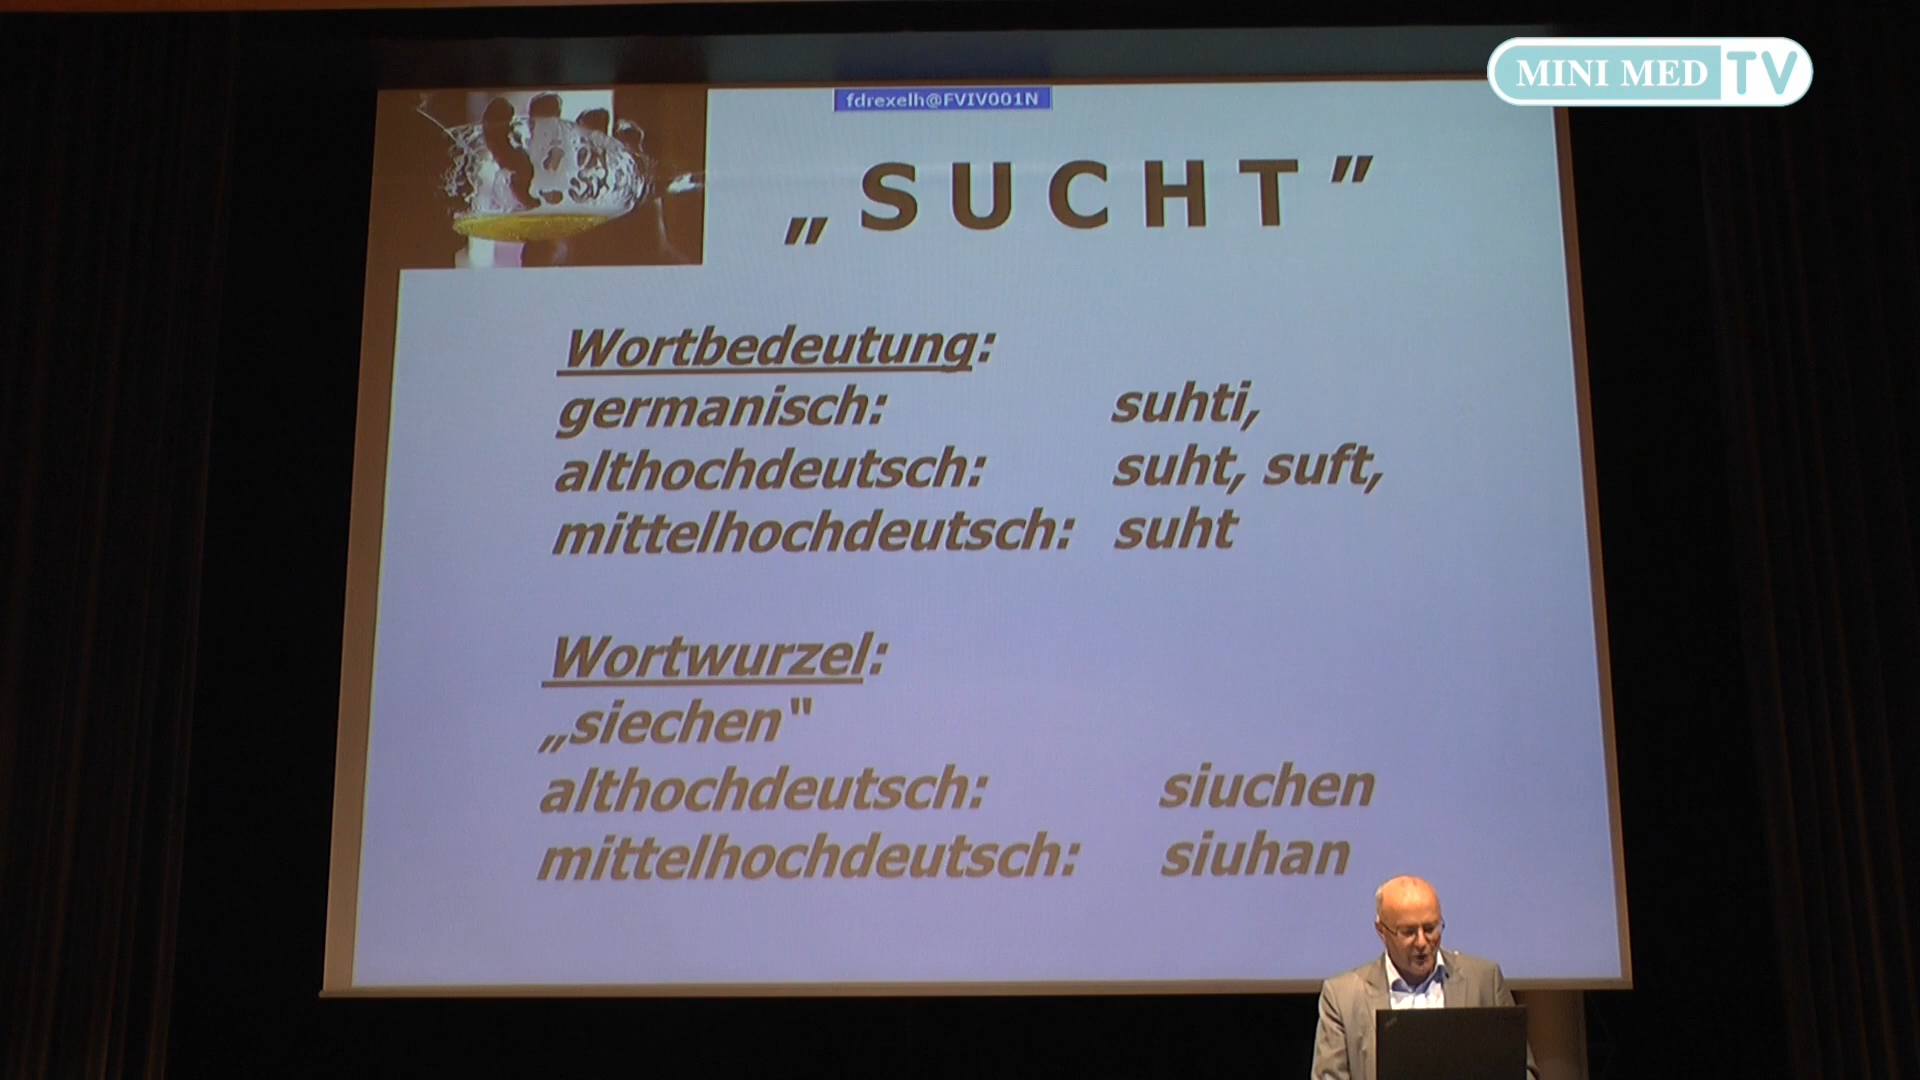 MINI MED TV
fdrexelh@FVIV001N
„SUCHT”
Wortbedeutung:
germanisch: suhti,
althochdeutsch: suht, suft,
mittelhochdeutsch: suht
Wortwurzel:
„siechen“
althochdeutsch: siuchen
mittelhochdeutsch: siuhan